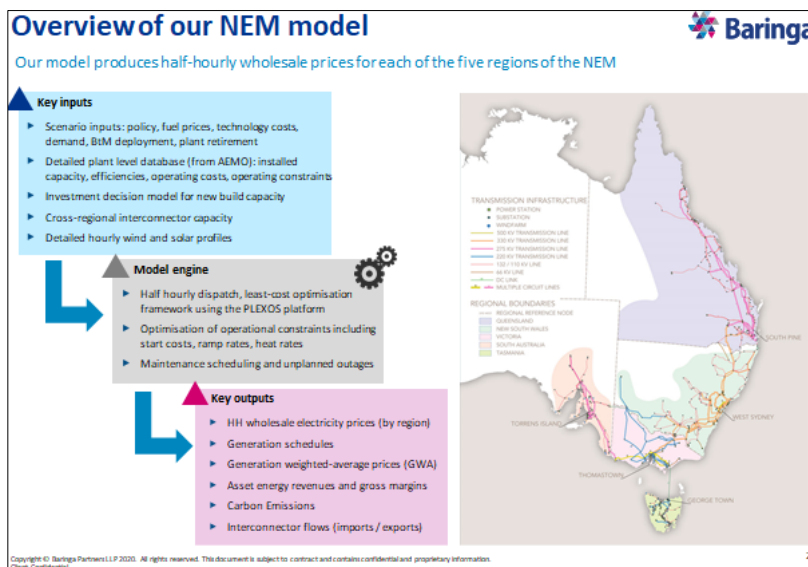 Overview of our NEM model
Baringa
Our model produces half-hourly wholesale prices for each of the five regions of the NEM
Key inputs
► Scenario inputs: policy, fuel prices, technology costs,
demand, BtM deployment, plant retirement
► Detailed plant level database (from AEMO): installed
capacity, efficiencies, operating costs, operating constraints
► Investment decision model for new build capacity
► Cross-regional interconnector capacity
► Detailed hourly wind and solar profiles
Model engine
► Half hourly dispatch, least-cost optimisation
framework using the PLEXOS platform
► Optimisation of operational constraints including
start costs, ramp rates, heat rates
► Maintenance scheduling and unplanned outages
Key outputs
► HH wholesale electricity prices (by region)
► Generation schedules
► Generation weighted-average prices (GWA)
► Asset energy revenues and gross margins
► Carbon Emissions
► Interconnector flows (imports / exports)
TRANSMISSION INFRASTRUCTURE
POWER STATION
SUBSTATION
WINDFARM
500 KV TRANSMISSION LINE
330 KV TRANSMISSION LINE
275 KV TRANSMISSION LINE
220 KV TRANSMISSION LINE
132 / 110 KV LINE
66 KV LINE
DC LINK
MULTIPLE CIRCUIT LINES
REGIONAL BOUNDARIES
REGIONAL REFERENCE NODE
QUEENSLAND
NEW SOUTH WALES
VICTORIA
SOUTH AUSTRALIA
TASMANIA
SOUTH PINE
WEST SYDNEY
TORRENS ISLAND
THOMASTOWN
GEORGE TOWN
Copyright © Baringa Partners LLP 2020. All rights reserved. This document is subject to contract and contains confidential and proprietary information.